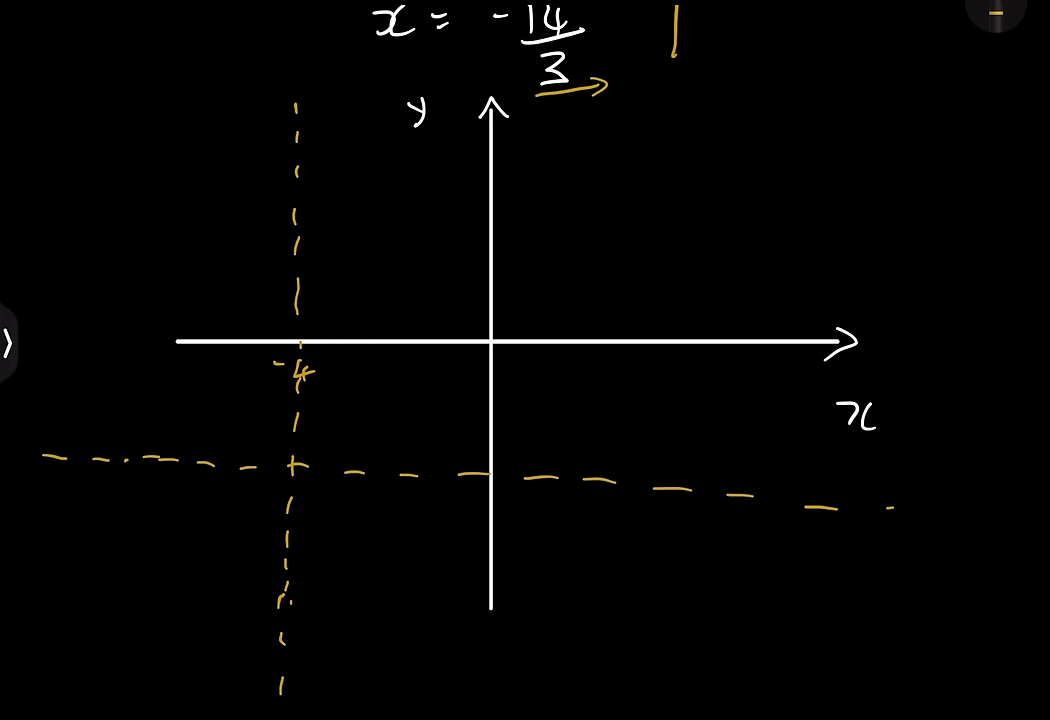 x = -14/3
y
-4
x